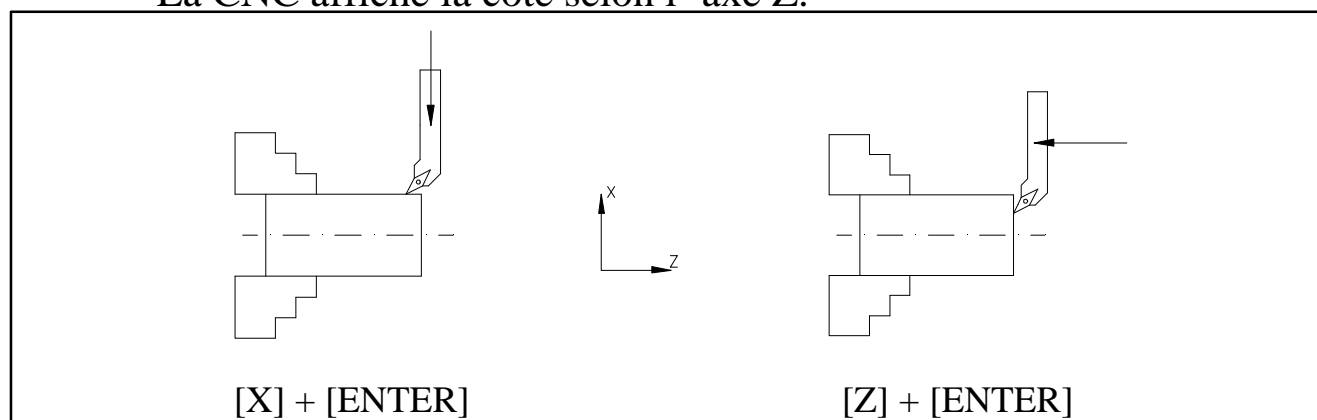 La CNC affiche la cote selon l' axe Z.
X
Z
[X] + [ENTER]
[Z] + [ENTER]